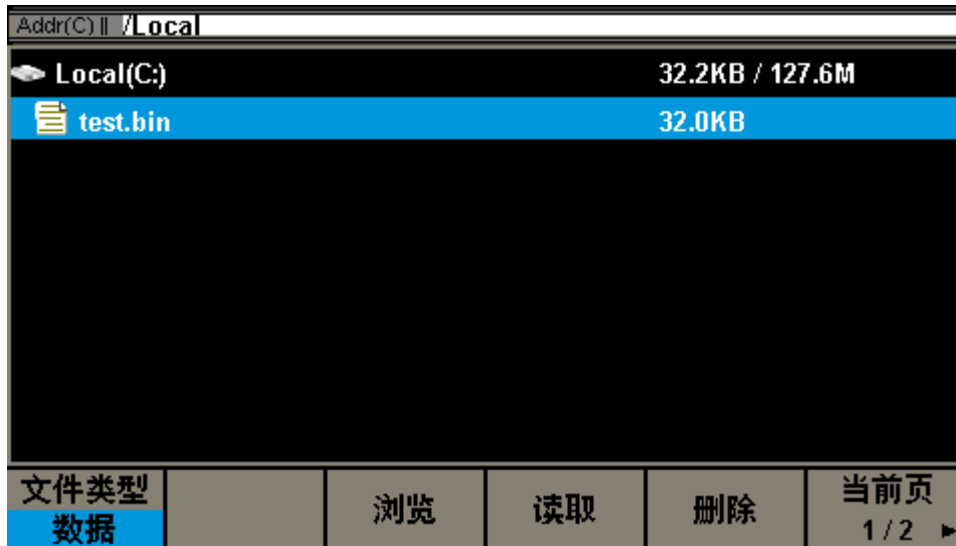 Addr(C) || /Local
Local(C:) 32.2KB / 127.6M
test.bin 32.0KB
文件类型 浏览 读取 删除 当前页
数据 1 / 2